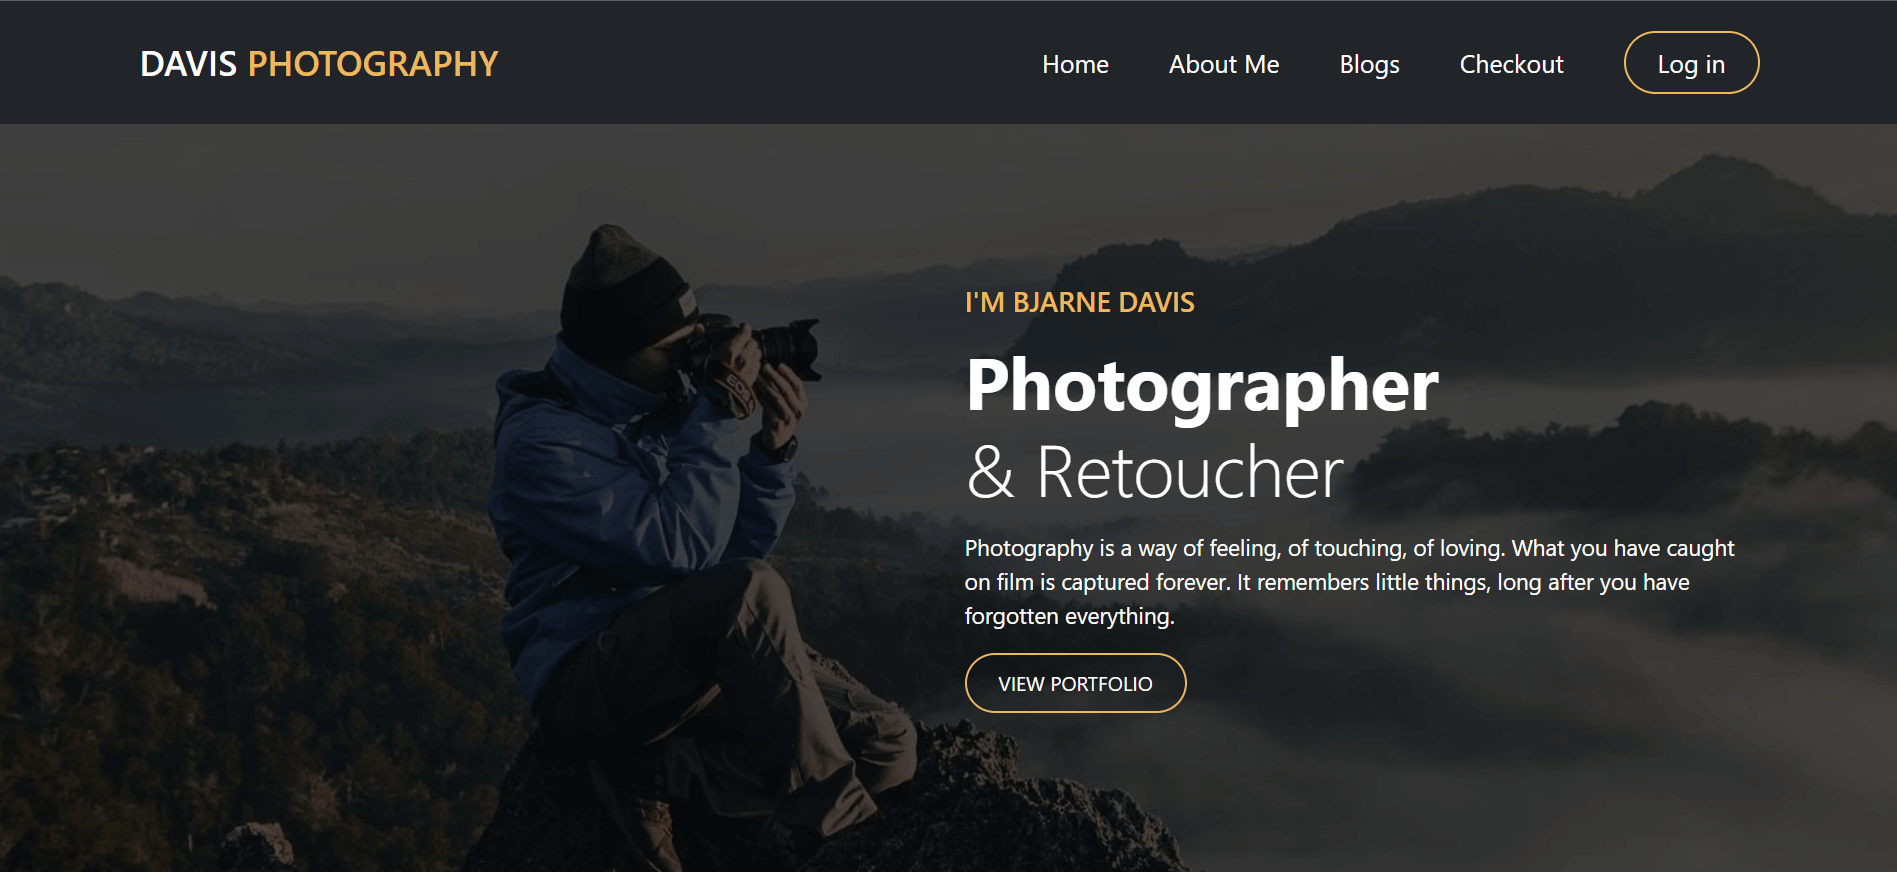 DAVIS PHOTOGRAPHY
Home
About Me
Blogs
Checkout
Log in
I'M BJARNE DAVIS
Photographer
& Retoucher
Photography is a way of feeling, of touching, of loving. What you have caught
on film is captured forever. It remembers little things, long after you have
forgotten everything.
VIEW PORTFOLIO
EOS